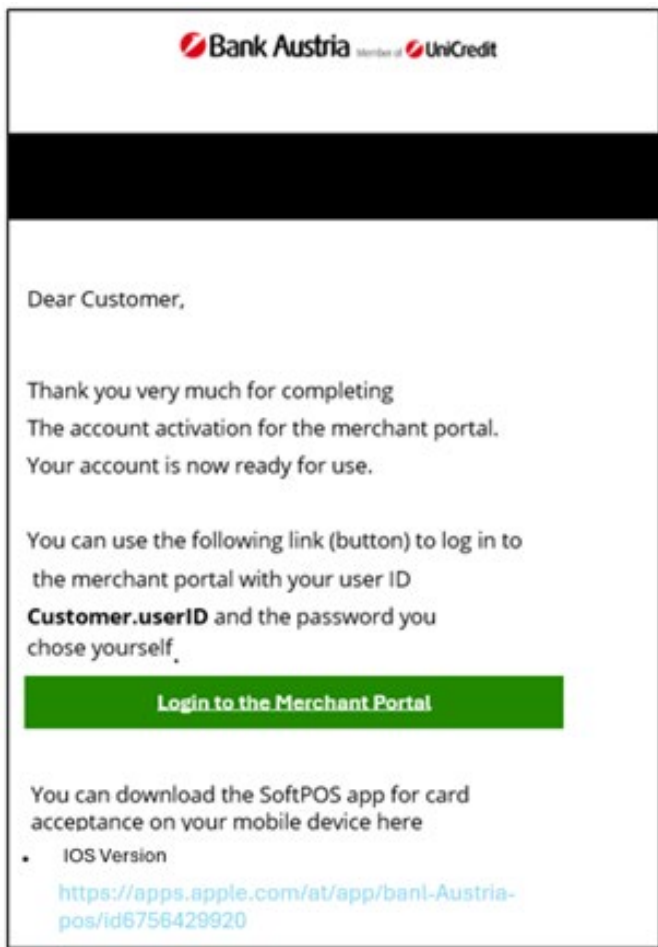 Bank Austria Member of UniCredit
Dear Customer,
Thank you very much for completing
The account activation for the merchant portal.
Your account is now ready for use.
You can use the following link (button) to log in to
the merchant portal with your user ID
Customer.userID and the password you
chose yourself.
Login to the Merchant Portal
You can download the SoftPOS app for card
acceptance on your mobile device here
• IOS Version
https://apps.apple.com/at/app/banl-Austria-
pos/id6756429920